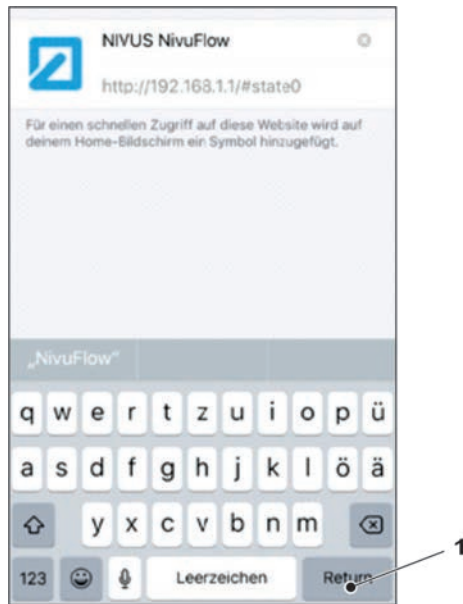 NIVUS NivuFlow
http://192.168.1.1/#state0
Für einen schnellen Zugriff auf diese Website wird auf
deinem Home-Bildschirm ein Symbol hinzugefügt.
„NivuFlow“
q w e r t z u i o p ü
a s d f g h j k l ö ä
y x c v b n m
123 Leerzeichen Return
1